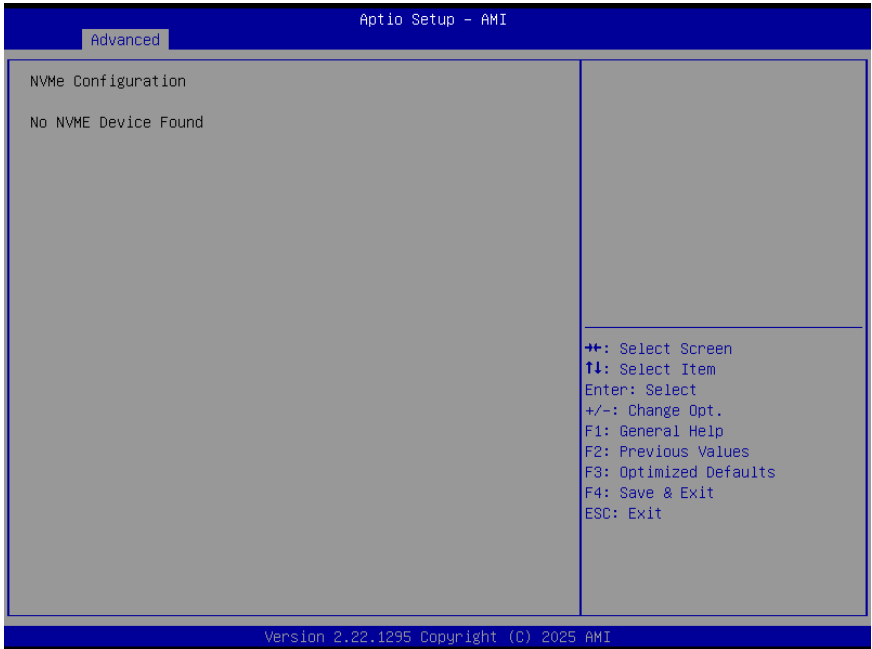 Aptio Setup – AMI
Advanced
NVMe Configuration
No NVME Device Found
→←: Select Screen
↑↓: Select Item
Enter: Select
+/-: Change Opt.
F1: General Help
F2: Previous Values
F3: Optimized Defaults
F4: Save & Exit
ESC: Exit
Version 2.22.1295 Copyright (C) 2025 AMI